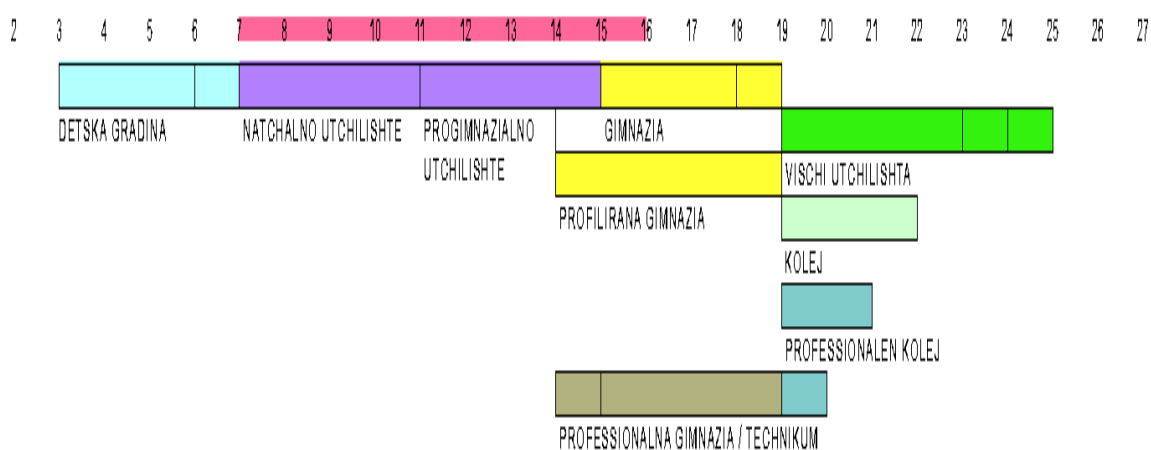 2 3 4 5 6 7 8 9 10 11 12 13 14 15 16 17 18 19 20 21 22 23 24 25 26 27
DETSKA GRADINA
NATCHALNO UTCHILISHTE
PROGIMNAZIALNO
UTCHILISHTE
GIMNAZIA
VISCHI UTCHILISHTA
PROFILIRANA GIMNAZIA
KOLEJ
PROFESSIONALEN KOLEJ
PROFESSIONALNA GIMNAZIA / TECHNIKUM